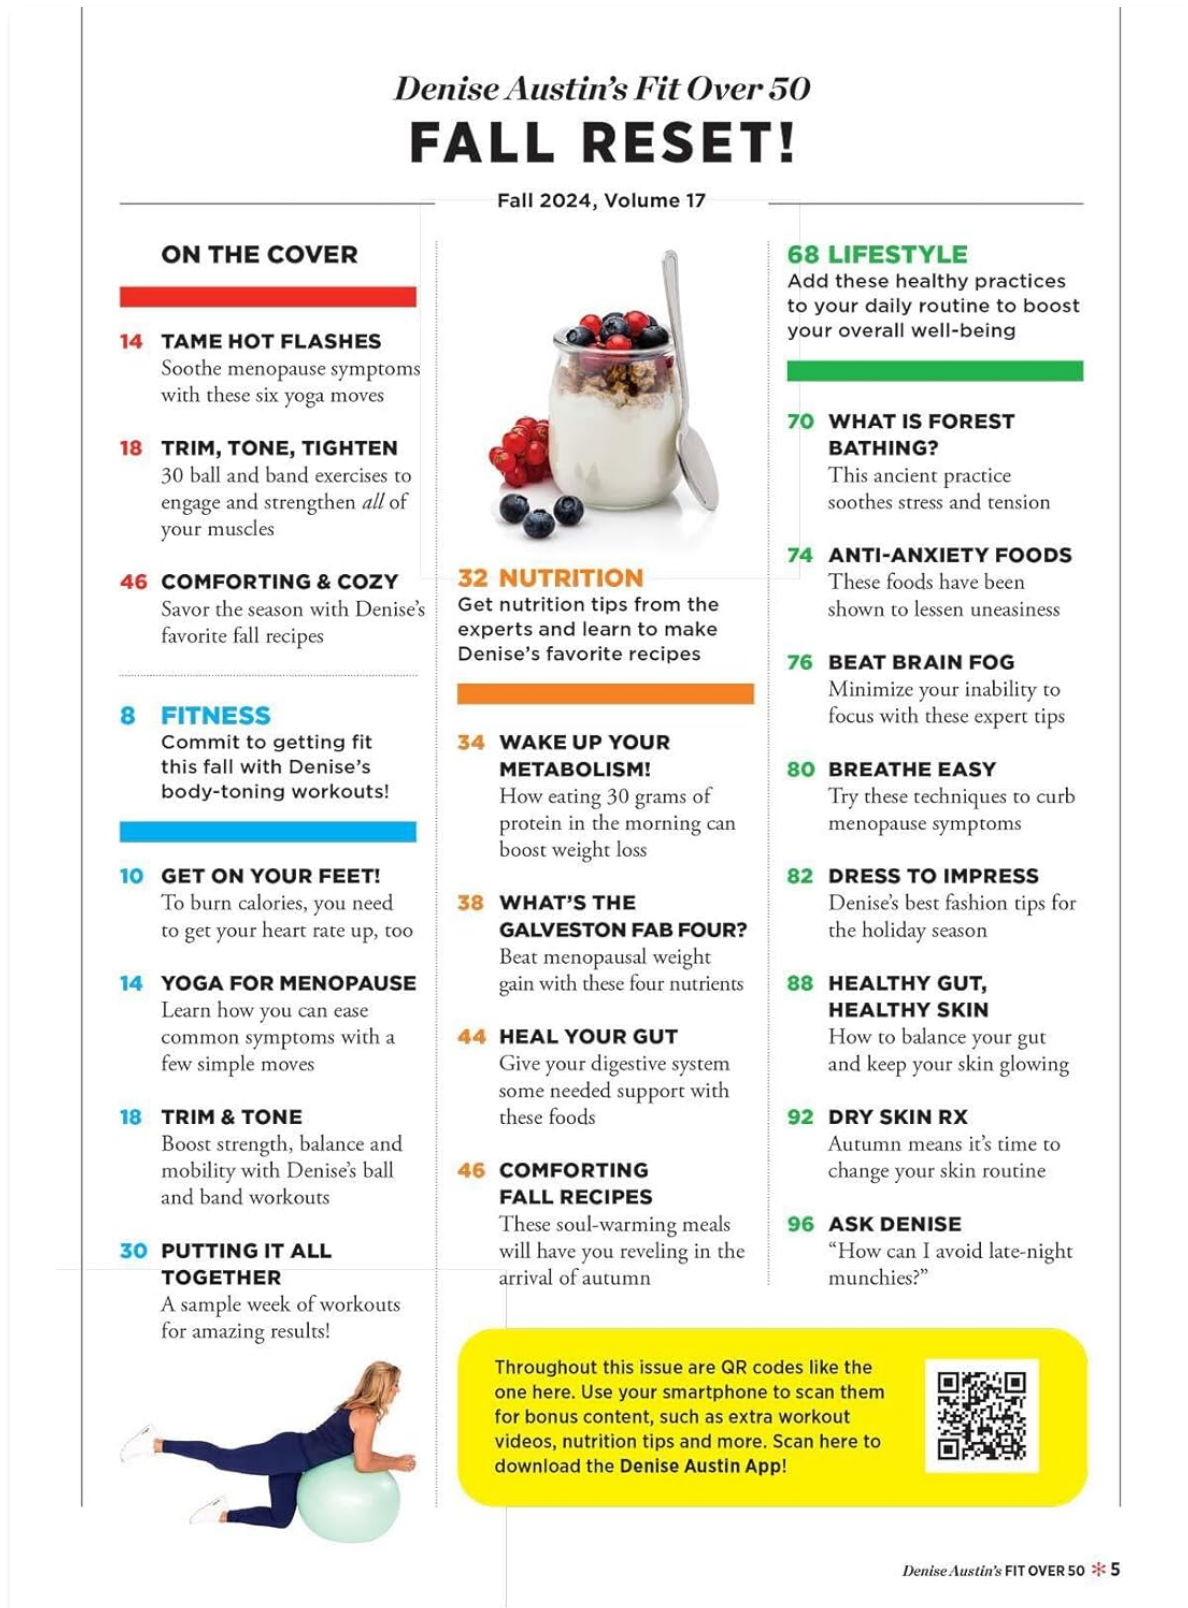 Denise Austin's Fit Over 50
FALL RESET!
Fall 2024, Volume 17
ON THE COVER
14 TAME HOT FLASHES
Soothe menopause symptoms
with these six yoga moves
18 TRIM, TONE, TIGHTEN
30 ball and band exercises to
engage and strengthen all of
your muscles
46 COMFORTING & COZY
Savor the season with Denise's
favorite fall recipes
8 FITNESS
Commit to getting fit
this fall with Denise's
body-toning workouts!
10 GET ON YOUR FEET!
To burn calories, you need
to get your heart rate up, too
14 YOGA FOR MENOPAUSE
Learn how you can ease
common symptoms with a
few simple moves
18 TRIM & TONE
Boost strength, balance and
mobility with Denise's ball
and band workouts
30 PUTTING IT ALL
TOGETHER
A sample week of workouts
for amazing results!
32 NUTRITION
Get nutrition tips from the
experts and learn to make
Denise's favorite recipes
34 WAKE UP YOUR
METABOLISM!
How eating 30 grams of
protein in the morning can
boost weight loss
38 WHAT'S THE
GALVESTON FAB FOUR?
Beat menopausal weight
gain with these four nutrients
44 HEAL YOUR GUT
Give your digestive system
some needed support with
these foods
46 COMFORTING
FALL RECIPES
These soul-warming meals
will have you reveling in the
arrival of autumn
68 LIFESTYLE
Add these healthy practices
to your daily routine to boost
your overall well-being
70 WHAT IS FOREST
BATHING?
This ancient practice
soothes stress and tension
74 ANTI-ANXIETY FOODS
These foods have been
shown to lessen uneasiness
76 BEAT BRAIN FOG
Minimize your inability to
focus with these expert tips
80 BREATHE EASY
Try these techniques to curb
menopause symptoms
82 DRESS TO IMPRESS
Denise's best fashion tips for
the holiday season
88 HEALTHY GUT,
HEALTHY SKIN
How to balance your gut
and keep your skin glowing
92 DRY SKIN RX
Autumn means it's time to
change your skin routine
96 ASK DENISE
"How can I avoid late-night
munchies?"
Throughout this issue are QR codes like the
one here. Use your smartphone to scan them
for bonus content, such as extra workout
videos, nutrition tips and more. Scan here to
download the Denise Austin App!
Denise Austin's FIT OVER 50 * 5